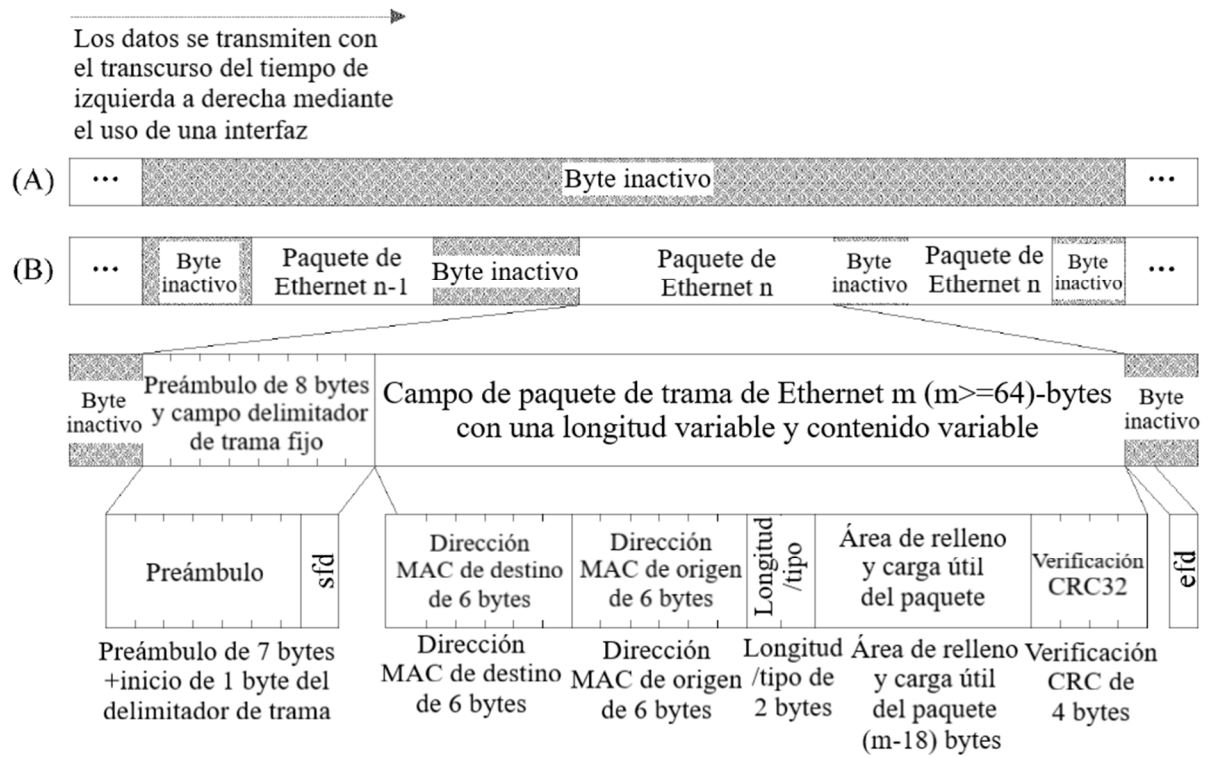 Los datos se transmiten con
el transcurso del tiempo de
izquierda a derecha mediante
el uso de una interfaz
(A)
...
Byte inactivo
...
(B)
...
Byte
inactivo
Paquete de
Ethernet n-1
Byte inactivo
Paquete de
Ethernet n
Byte
inactivo
Paquete de
Ethernet n
Byte
inactivo
...
Byte
inactivo
Preámbulo de 8 bytes
y campo delimitador
de trama fijo
Campo de paquete de trama de Ethernet m (m>=64)-bytes
con una longitud variable y contenido variable
Byte
inactivo
Preámbulo
sfd
Dirección
MAC de destino
de 6 bytes
Dirección
MAC de origen
de 6 bytes
Longitud
/tipo
Área de relleno
y carga útil
del paquete
Verificación
CRC32
efd
Preámbulo de 7 bytes
+inicio de 1 byte del
delimitador de trama
Dirección
MAC de destino
de 6 bytes
Dirección
MAC de origen
de 6 bytes
Longitud
/tipo de
2 bytes
Área de relleno
y carga útil
del paquete
(m-18) bytes
Verificación
CRC de
4 bytes